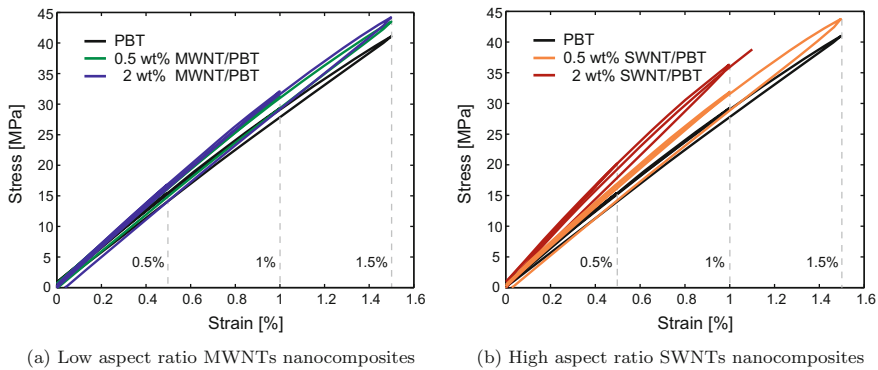 45
40
35
30
25
20
15
10
5
0
Stress [MPa]
PBT
0.5 wt% MWNT/PBT
2 wt% MWNT/PBT
0.5%
1%
1.5%
0 0.2 0.4 0.6 0.8 1 1.2 1.4 1.6
Strain [%]
(a) Low aspect ratio MWNTs nanocomposites
45
40
35
30
25
20
15
10
5
0
Stress [MPa]
PBT
0.5 wt% SWNT/PBT
2 wt% SWNT/PBT
0.5%
1%
1.5%
0 0.2 0.4 0.6 0.8 1 1.2 1.4 1.6
Strain [%]
(b) High aspect ratio SWNTs nanocomposites